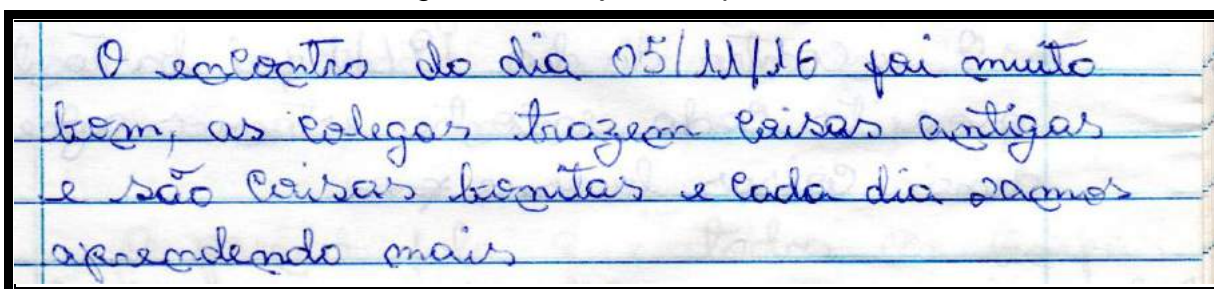 O encontro do dia 05/11/16 foi muito
bom, as colegas trazem coisas antigas
e são coisas bonitas e cada dia vamos
aprendendo mais